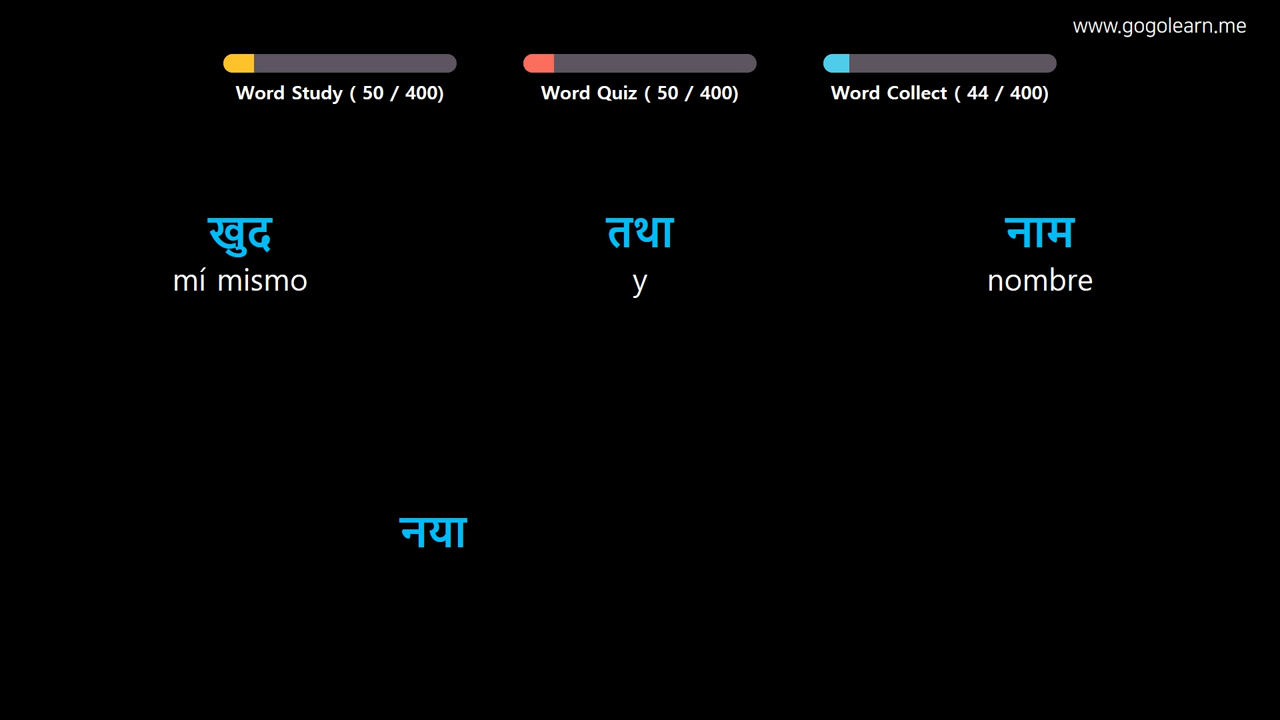 www.gogolearn.me
Word Study ( 50 / 400)
Word Quiz ( 50 / 400)
Word Collect ( 44 / 400)
खुद
mí mismo
तथा
y
नाम
nombre
नया